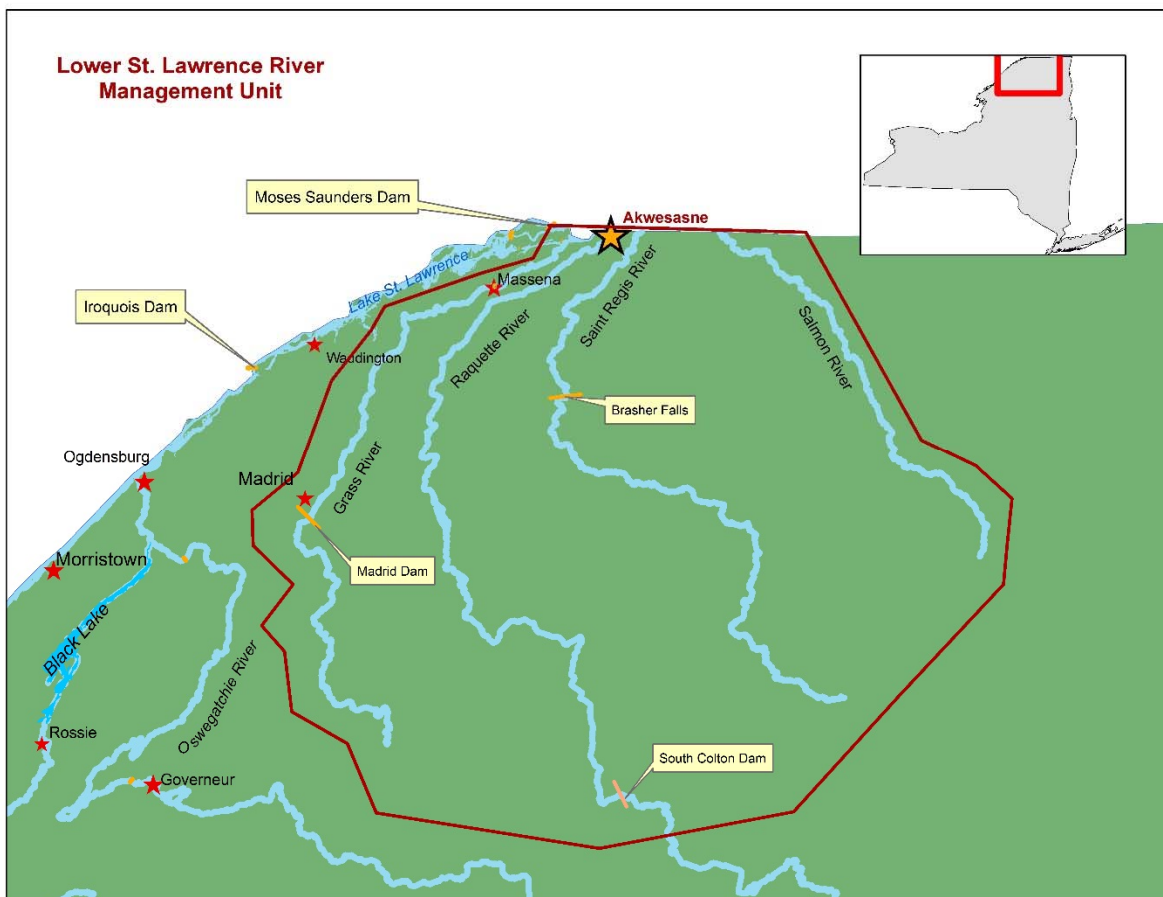 Lower St. Lawrence River
Management Unit
Moses Saunders Dam
Akwesasne
Lake St. Lawrence
Massena
Iroquois Dam
Waddington
Raquette River
Saint Regis River
Salmon River
Brasher Falls
Ogdensburg
Madrid
Grass River
Madrid Dam
Morristown
Black Lake
Oswegatchie River
Rossie
Governeur
South Colton Dam